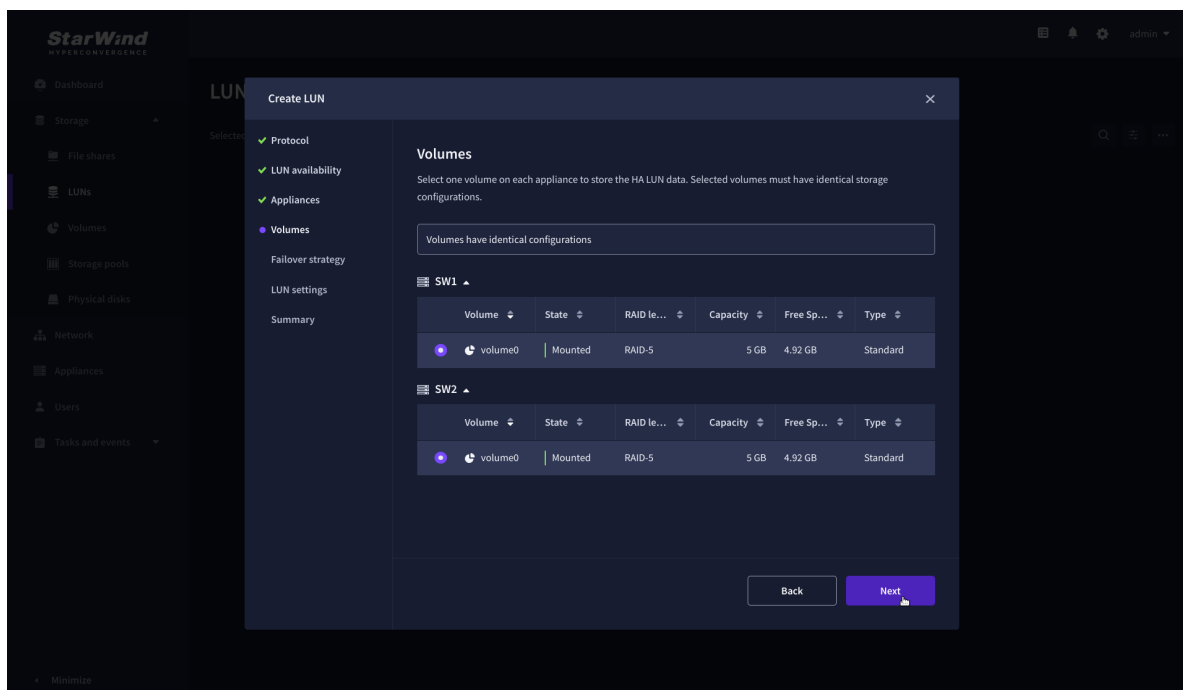 StarWind
HYPERCONVERGENCE
admin
Dashboard
Storage
File shares
LUNs
Volumes
Storage pools
Physical disks
Network
Appliances
Users
Tasks and events
Minimize
LUN
Selected
Create LUN
Protocol
LUN availability
Appliances
Volumes
Failover strategy
LUN settings
Summary
Volumes
Select one volume on each appliance to store the HA LUN data. Selected volumes must have identical storage
configurations.
Volumes have identical configurations
SW1
Volume State RAID le... Capacity Free Sp... Type
volume0 Mounted RAID-5 5 GB 4.92 GB Standard
SW2
Volume State RAID le... Capacity Free Sp... Type
volume0 Mounted RAID-5 5 GB 4.92 GB Standard
Back Next